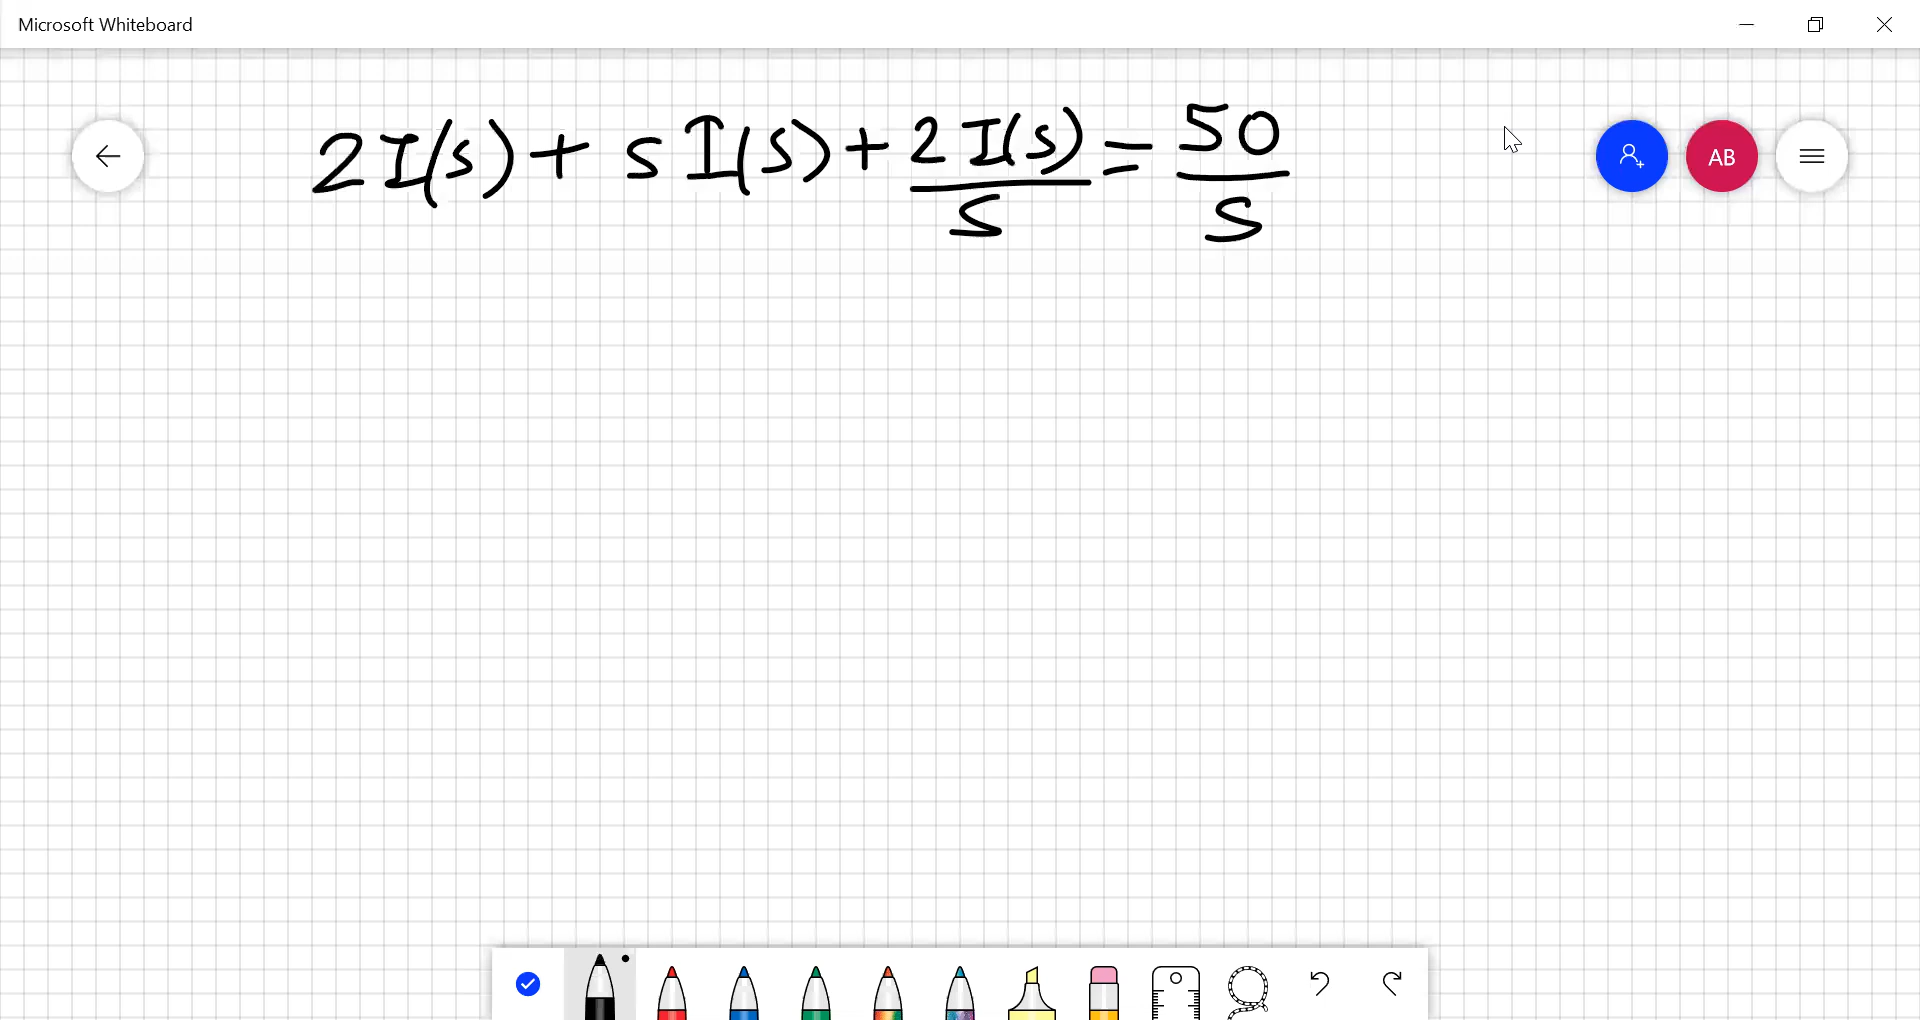 Microsoft Whiteboard
2I(s) + sI(s) + 2I(s)/s = 50/s
AB